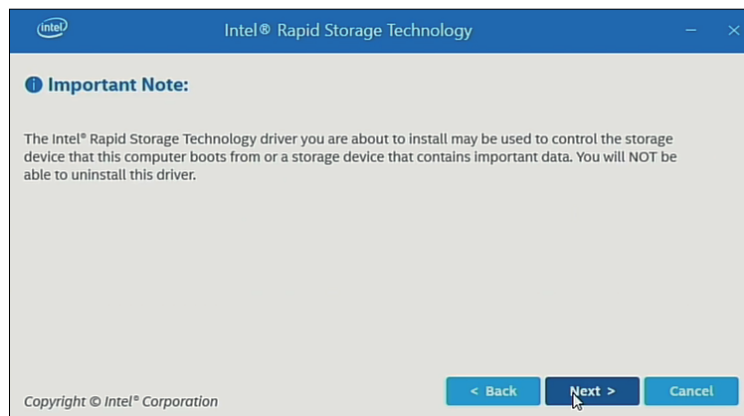 intel
Intel® Rapid Storage Technology
Important Note:
The Intel® Rapid Storage Technology driver you are about to install may be used to control the storage
device that this computer boots from or a storage device that contains important data. You will NOT be
able to uninstall this driver.
< Back
Next >
Cancel
Copyright © Intel® Corporation